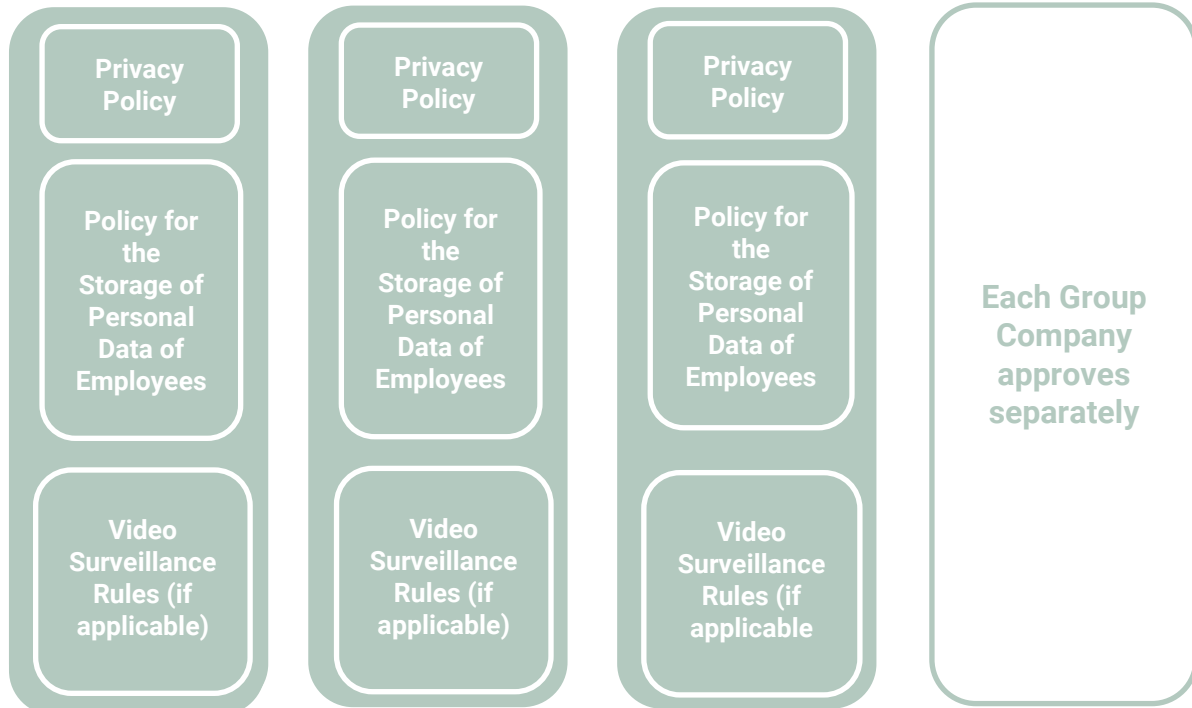 Privacy
Policy
Policy for
the
Storage of
Personal
Data of
Employees
Video
Surveillance
Rules (if
applicable)
Privacy
Policy
Policy for
the
Storage of
Personal
Data of
Employees
Video
Surveillance
Rules (if
applicable)
Privacy
Policy
Policy for
the
Storage of
Personal
Data of
Employees
Video
Surveillance
Rules (if
applicable
Each Group
Company
approves
separately